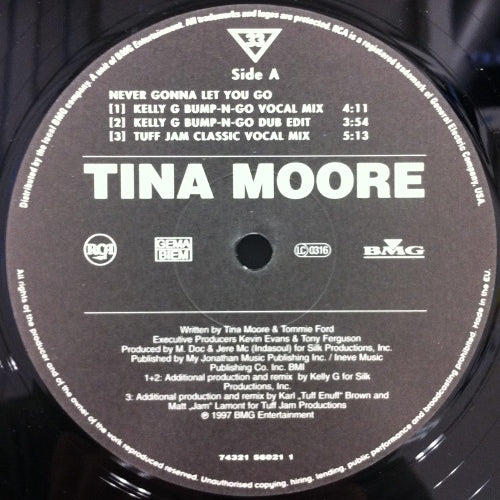 Distributed by the local BMG company. A unit of BMG Entertainment. All trademarks and logos are protected. RCA is a registered trademark of General Electric Company, USA.
33
Side A
NEVER GONNA LET YOU GO
[1] KELLY G BUMP-N-GO VOCAL MIX 4:11
[2] KELLY G BUMP-N-GO DUB EDIT 3:54
[3] TUFF JAM CLASSIC VOCAL MIX 5:13
TINA MOORE
RCA
GEMA
BIEM
LC 0316
BMG
Written by Tina Moore & Tommie Ford
Executive Producers Kevin Evans & Tony Ferguson
Produced by M. Doc & Jere Mc (Indasoul) for Silk Productions, Inc.
Published by My Jonathan Music Publishing Inc. / Ineve Music
Publishing Co. Inc. BMI
1+2: Additional production and remix by Kelly G for Silk
Productions, Inc.
3: Additional production and remix by Karl „Tuff Enuff" Brown and
Matt „Jam" Lamont for Tuff Jam Productions
℗ 1997 BMG Entertainment
74321 56021 1
All rights of the producer and of the owner of the work reproduced reserved. Unauthorised copying, hiring, lending, public performance and broadcasting prohibited. Made in the EU.